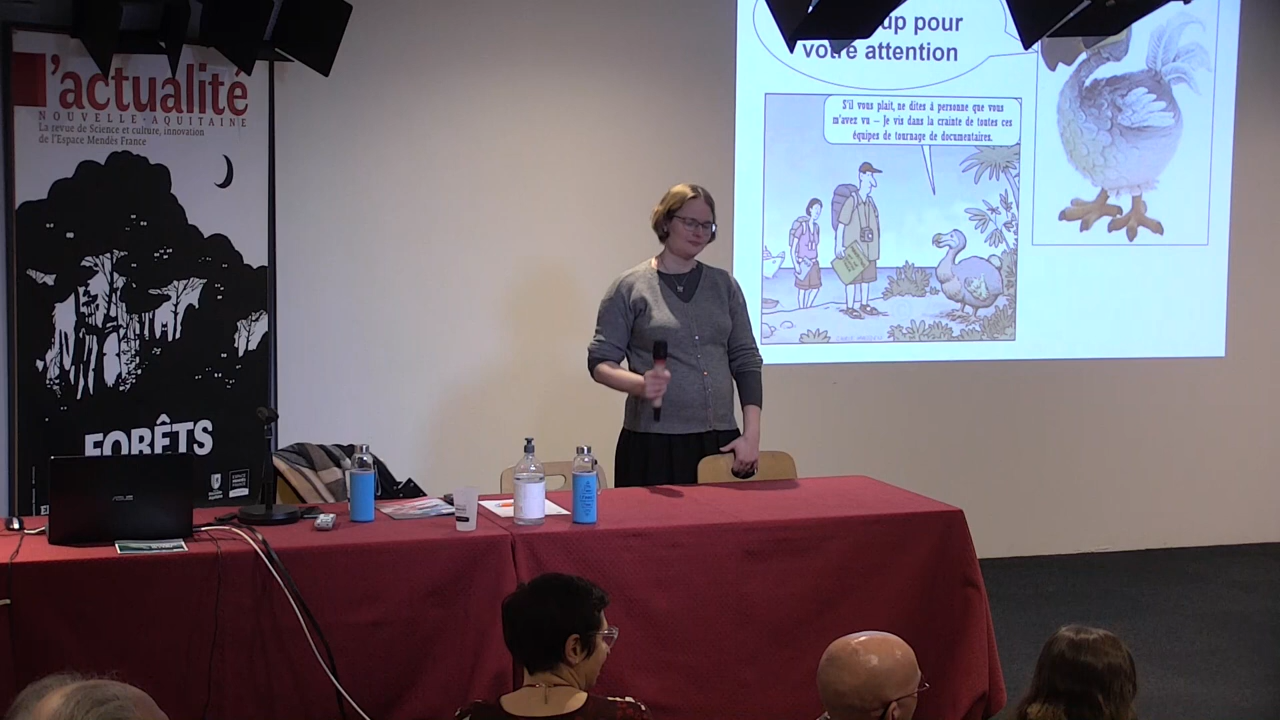 l'actualité
NOUVELLE-AQUITAINE
La revue de Science et culture, innovation
de l'Espace Mendès France
FORÊTS
up pour
votre attention
S'il vous plait, ne dites à personne que vous
m'avez vu – Je vis dans la crainte de toutes ces
équipes de tournage de documentaires.